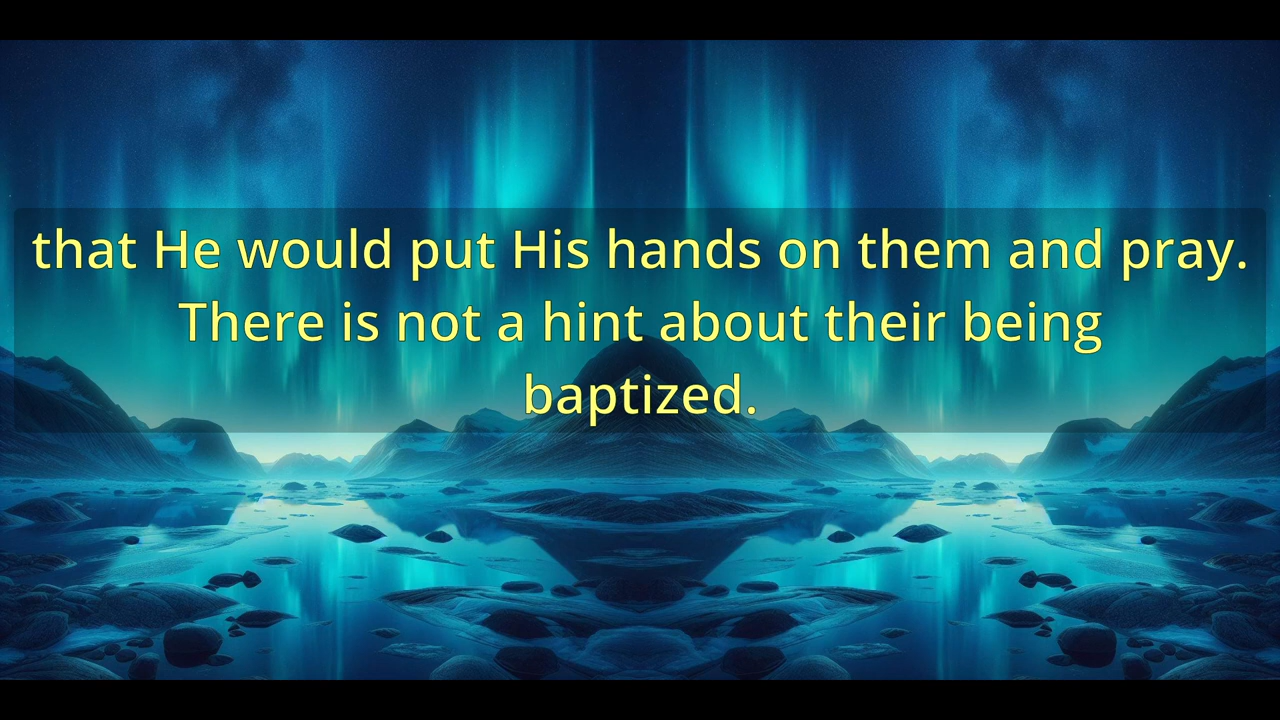 that He would put His hands on them and pray.
There is not a hint about their being
baptized.